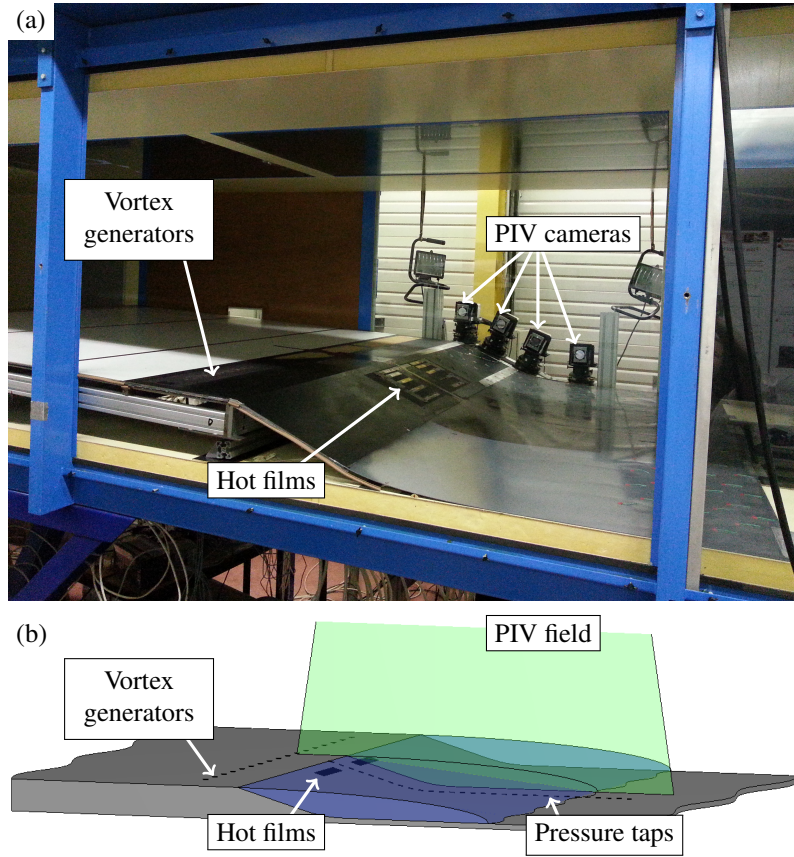 (a)
Vortex
generators
PIV cameras
Hot films
(b)
PIV field
Vortex
generators
Hot films
Pressure taps